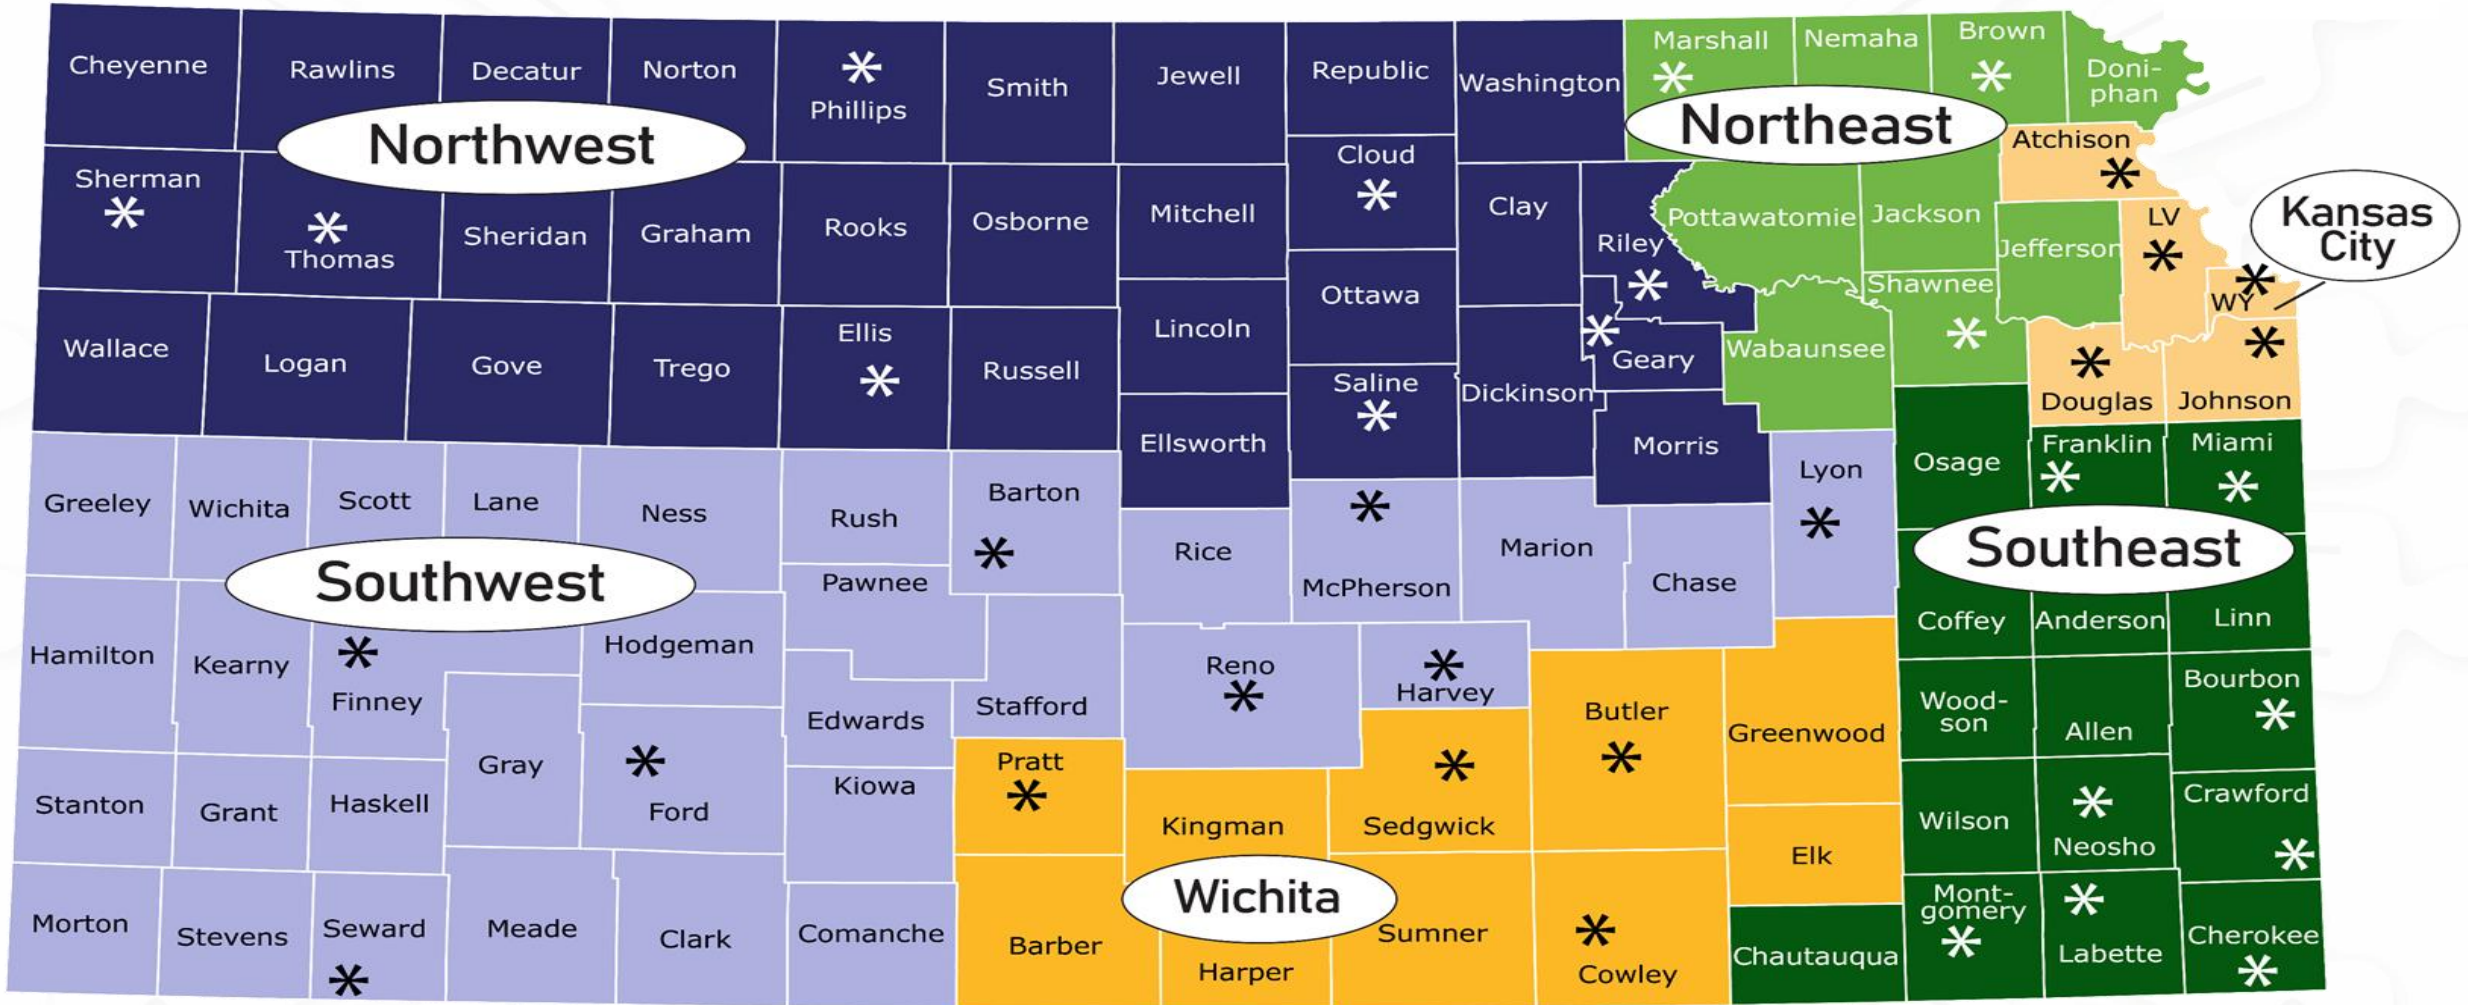 Cheyenne
Rawlins
Decatur
Norton
*
Phillips
Smith
Jewell
Republic
Washington
Marshall
*
Nemaha
Brown
*
Doni-
phan
Northwest
Northeast
Atchison
*
Sherman
*
*
Thomas
Sheridan
Graham
Rooks
Osborne
Mitchell
Cloud
*
Clay
Riley
*
Pottawatomie
Jackson
Jefferson
LV
*
Kansas
City
*
WY
Wallace
Logan
Gove
Trego
Ellis
*
Russell
Lincoln
Ottawa
Saline
*
Dickinson
*
Geary
Wabaunsee
Shawnee
*
*
Douglas
*
Johnson
Ellsworth
Morris
Greeley
Wichita
Scott
Lane
Ness
Rush
Barton
*
Rice
*
McPherson
Marion
Chase
Lyon
*
Osage
Franklin
*
Miami
*
Southwest
Southeast
Pawnee
Hamilton
Kearny
*
Finney
Hodgeman
Edwards
Stafford
Reno
*
*
Harvey
Butler
*
Greenwood
Coffey
Anderson
Linn
Wood-
son
Allen
Bourbon
*
Stanton
Grant
Haskell
Gray
*
Ford
Kiowa
Pratt
*
Kingman
*
Sedgwick
Elk
Wilson
*
Neosho
Crawford
*
Morton
Stevens
Seward
*
Meade
Clark
Comanche
Barber
Wichita
Harper
Sumner
*
Cowley
Chautauqua
Mont-
gomery
*
*
Labette
Cherokee
*